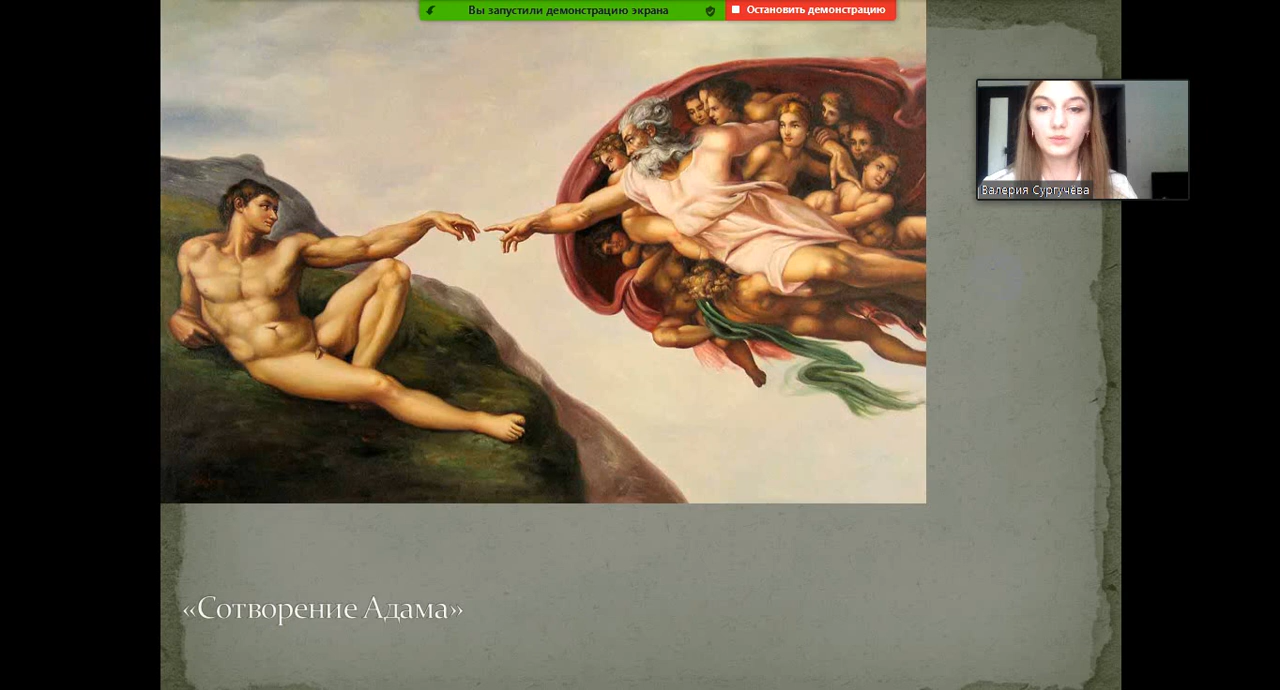 Вы запустили демонстрацию экрана
Остановить демонстрацию
Валерия Сургучёва
«Сотворение Адама»